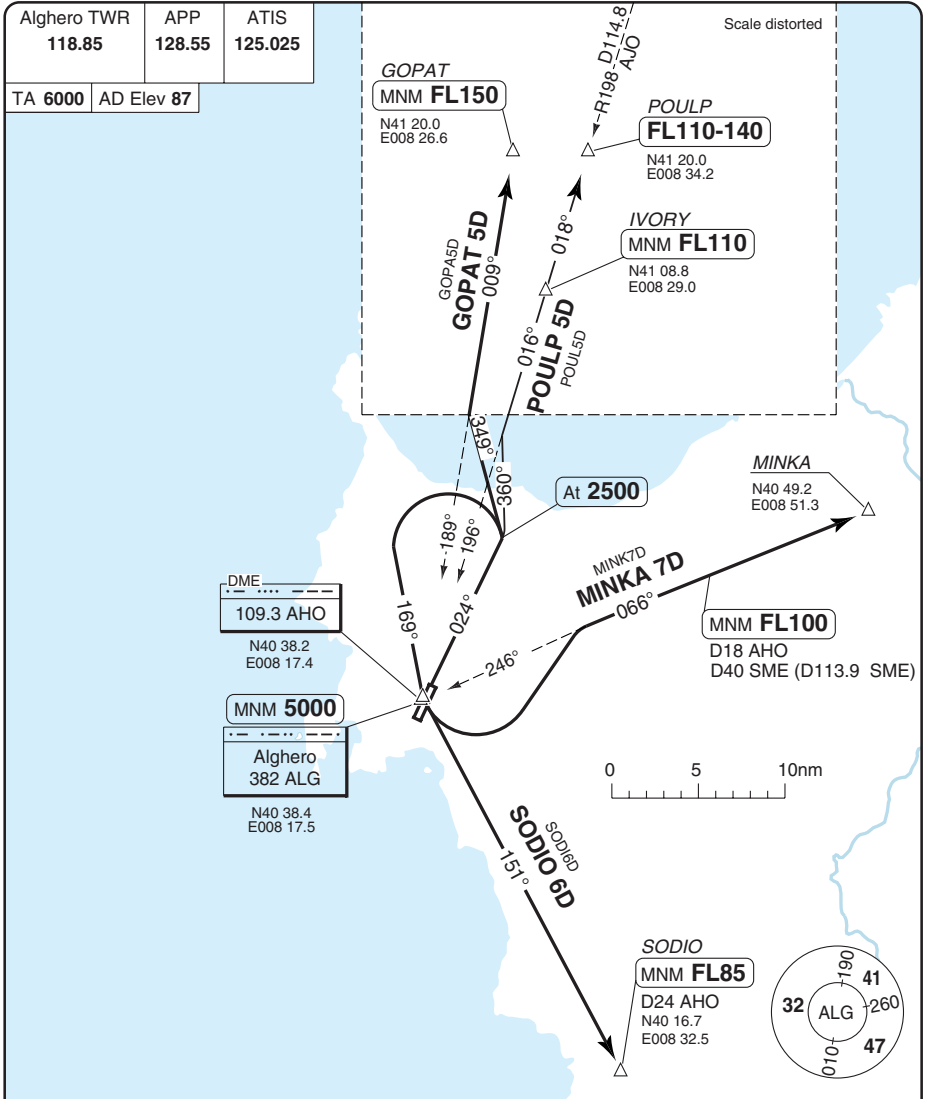 Alghero TWR
118.85
APP
128.55
ATIS
125.025
TA 6000
AD Elev 87
Scale distorted
D114.8
AJO
R198
GOPAT
MNM FL150
N41 20.0
E008 26.6
POULP
FL110-140
N41 20.0
E008 34.2
IVORY
MNM FL110
N41 08.8
E008 29.0
018°
GOPA5D
GOPAT 5D
009°
016°
POULP 5D
POUL5D
349°
360°
At 2500
MINKA
N40 49.2
E008 51.3
189°
196°
MINK7D
MINKA 7D
066°
DME
109.3 AHO
N40 38.2
E008 17.4
169°
024°
MNM FL100
D18 AHO
D40 SME (D113.9 SME)
246°
MNM 5000
Alghero
382 ALG
N40 38.4
E008 17.5
0 5 10nm
SODI6D
SODIO 6D
151°
SODIO
MNM FL85
D24 AHO
N40 16.7
E008 32.5
190
41
32
ALG
260
010
47